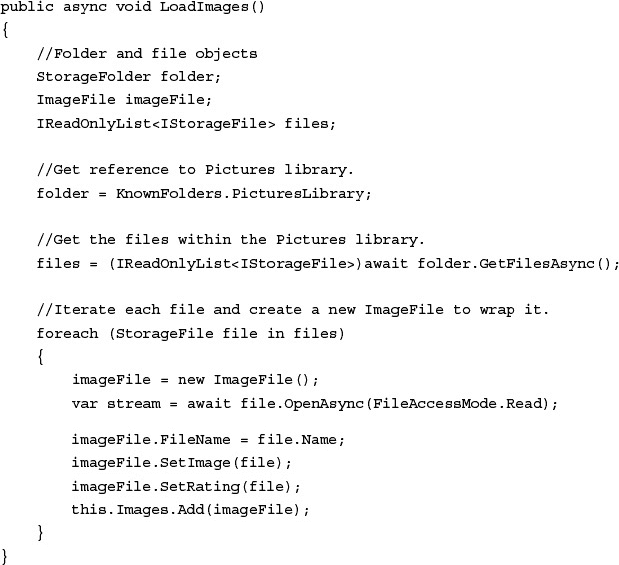 public async void LoadImages()
{
    //Folder and file objects
    StorageFolder folder;
    ImageFile imageFile;
    IReadOnlyList<IStorageFile> files;

    //Get reference to Pictures library.
    folder = KnownFolders.PicturesLibrary;

    //Get the files within the Pictures library.
    files = (IReadOnlyList<IStorageFile>)await folder.GetFilesAsync();

    //Iterate each file and create a new ImageFile to wrap it.
    foreach (StorageFile file in files)
    {
        imageFile = new ImageFile();
        var stream = await file.OpenAsync(FileAccessMode.Read);

        imageFile.FileName = file.Name;
        imageFile.SetImage(file);
        imageFile.SetRating(file);
        this.Images.Add(imageFile);
    }
}